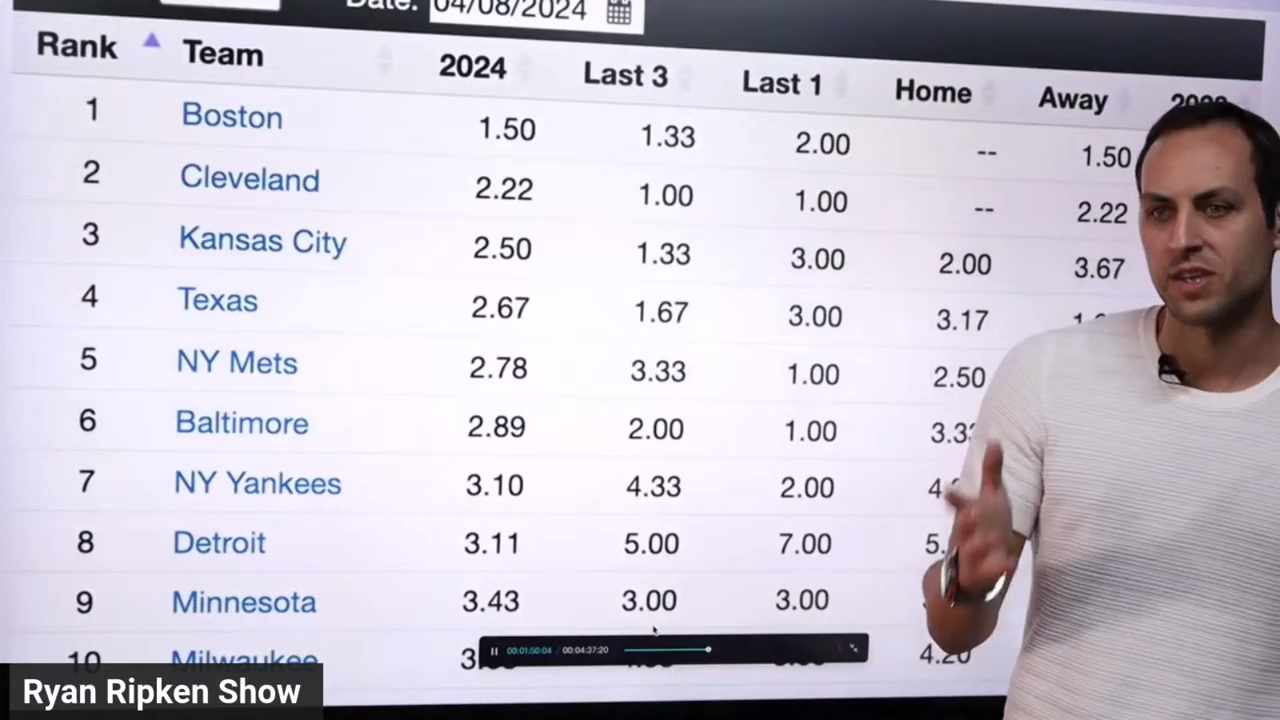 Date: 04/08/2024
Rank Team 2024 Last 3 Last 1 Home Away
1 Boston 1.50 1.33 2.00 -- 1.50
2 Cleveland 2.22 1.00 1.00 -- 2.22
3 Kansas City 2.50 1.33 3.00 2.00 3.67
4 Texas 2.67 1.67 3.00 3.17
5 NY Mets 2.78 3.33 1.00 2.50
6 Baltimore 2.89 2.00 1.00 3.33
7 NY Yankees 3.10 4.33 2.00
8 Detroit 3.11 5.00 7.00
9 Minnesota 3.43 3.00 3.00
10 Milwaukee 4.20
00:01:50:04 / 00:04:37:20
Ryan Ripken Show